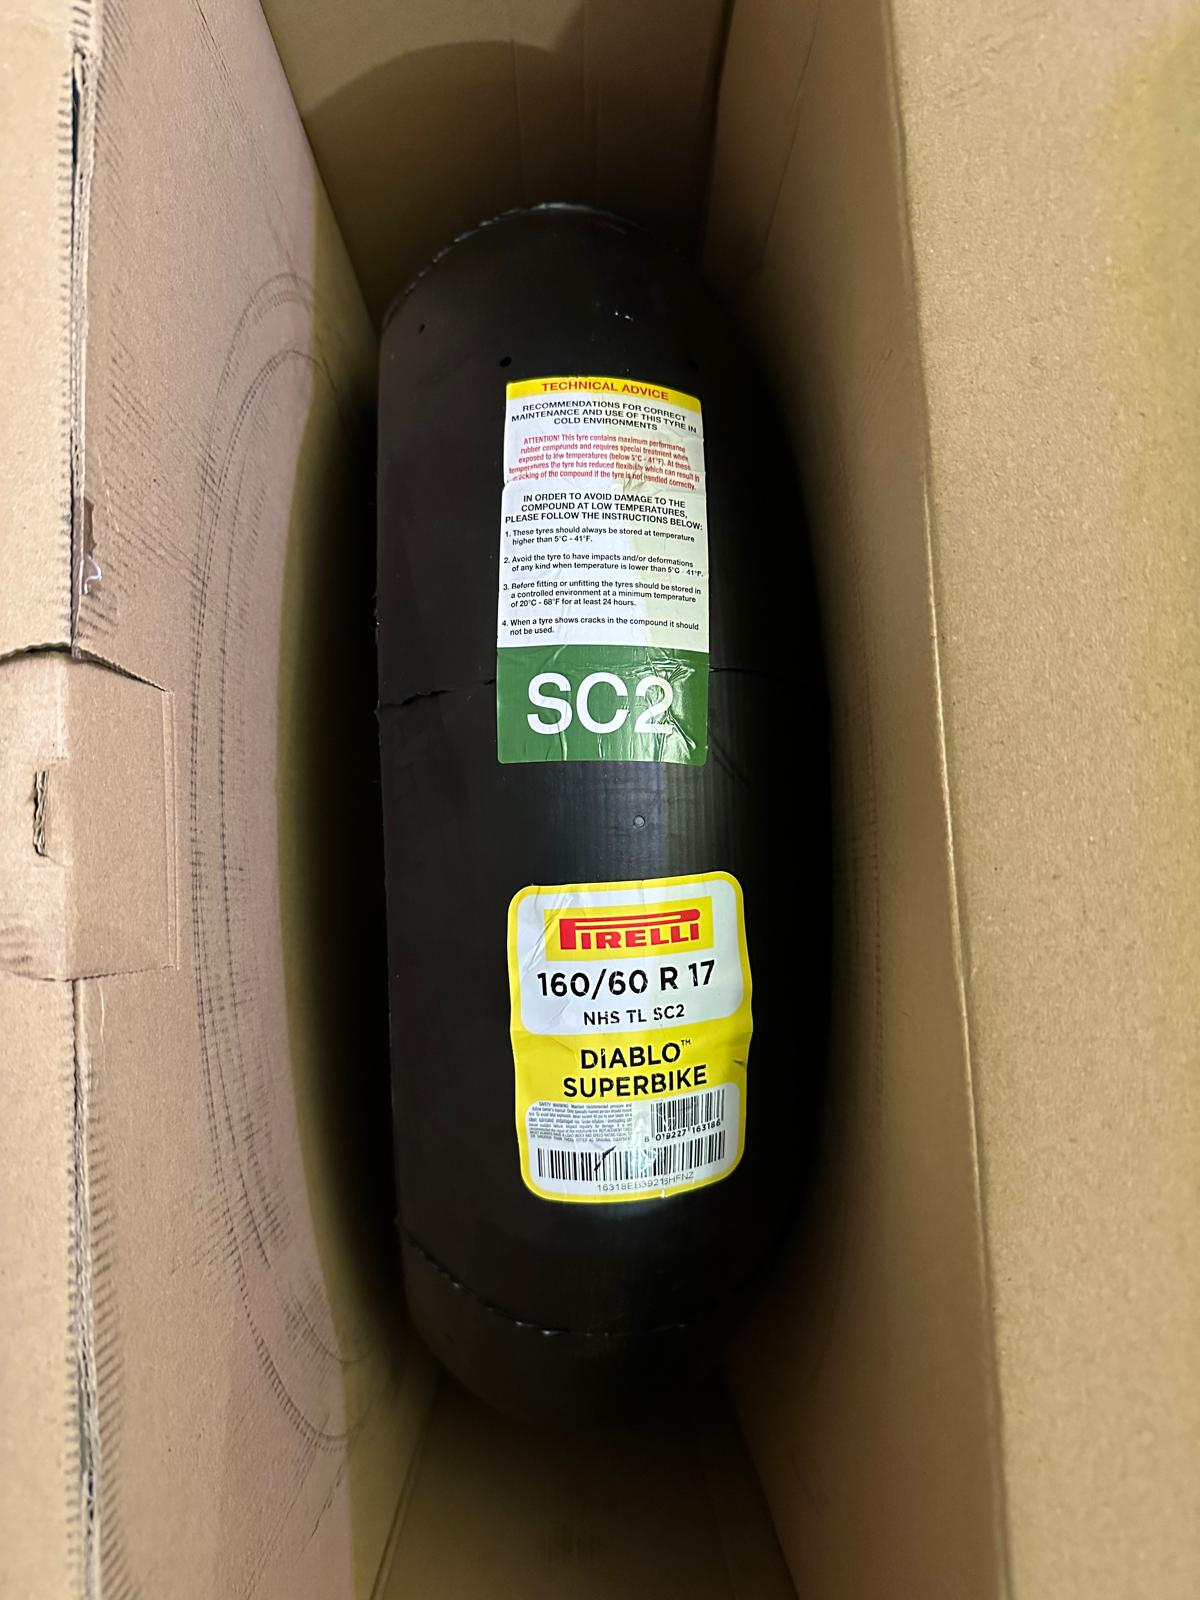 TECHNICAL ADVICE
RECOMMENDATIONS FOR CORRECT
MAINTENANCE AND USE OF THIS TYRE IN
COLD ENVIRONMENTS
ATTENTION! This tyre contains maximum performance
rubber compounds and requires special treatment when
exposed to low temperatures (below 5°C - 41°F). At these
temperatures the tyre has reduced flexibility which can result in
cracking of the compound if the tyre is not handled correctly.
IN ORDER TO AVOID DAMAGE TO THE
COMPOUND AT LOW TEMPERATURES,
PLEASE FOLLOW THE INSTRUCTIONS BELOW:
1. These tyres should always be stored at temperature
higher than 5°C - 41°F.
2. Avoid the tyre to have impacts and/or deformations
of any kind when temperature is lower than 5°C - 41°F.
3. Before fitting or unfitting the tyres should be stored in
a controlled environment at a minimum temperature
of 20°C - 68°F for at least 24 hours.
4. When a tyre shows cracks in the compound it should
not be used.
SC2
PIRELLI
160/60 R 17
NHS TL SC2
DIABLO™
SUPERBIKE
SAFETY WARNING:
8 019227 163186